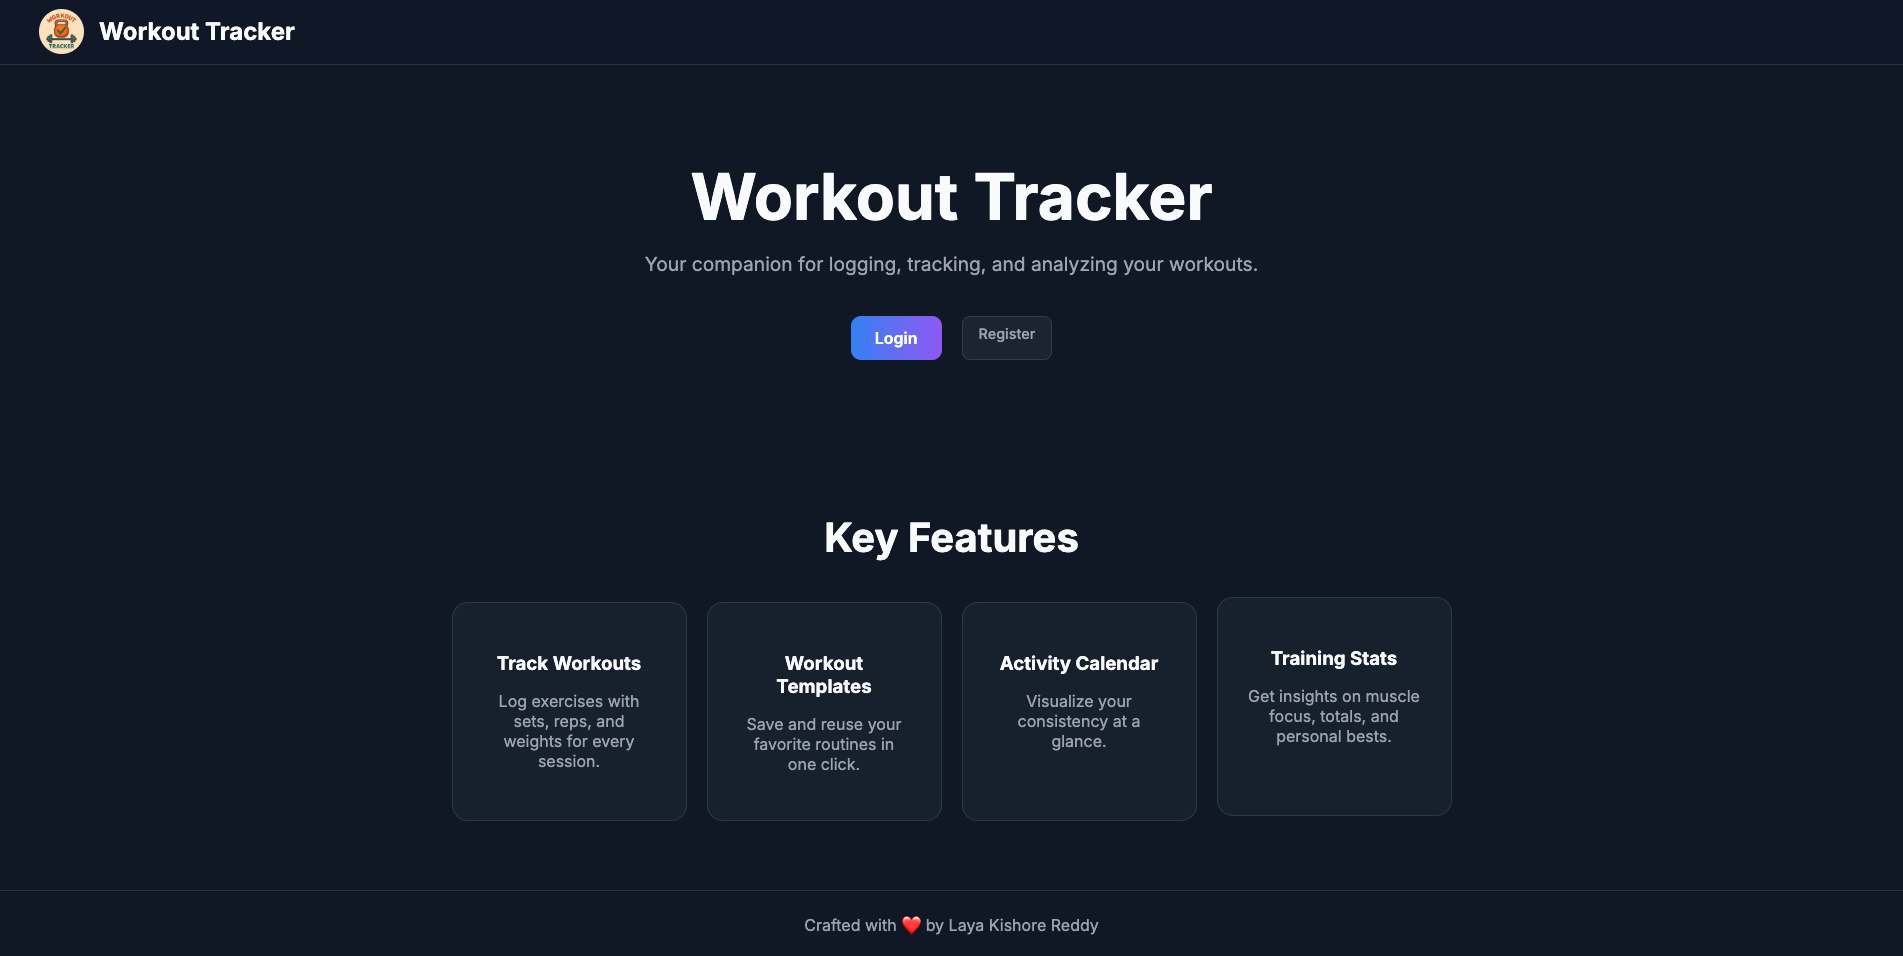 WORKOUT
TRACKER
Workout Tracker
Workout Tracker
Your companion for logging, tracking, and analyzing your workouts.
Login
Register
Key Features
Track Workouts
Log exercises with
sets, reps, and
weights for every
session.
Workout
Templates
Save and reuse your
favorite routines in
one click.
Activity Calendar
Visualize your
consistency at a
glance.
Training Stats
Get insights on muscle
focus, totals, and
personal bests.
Crafted with ❤️ by Laya Kishore Reddy